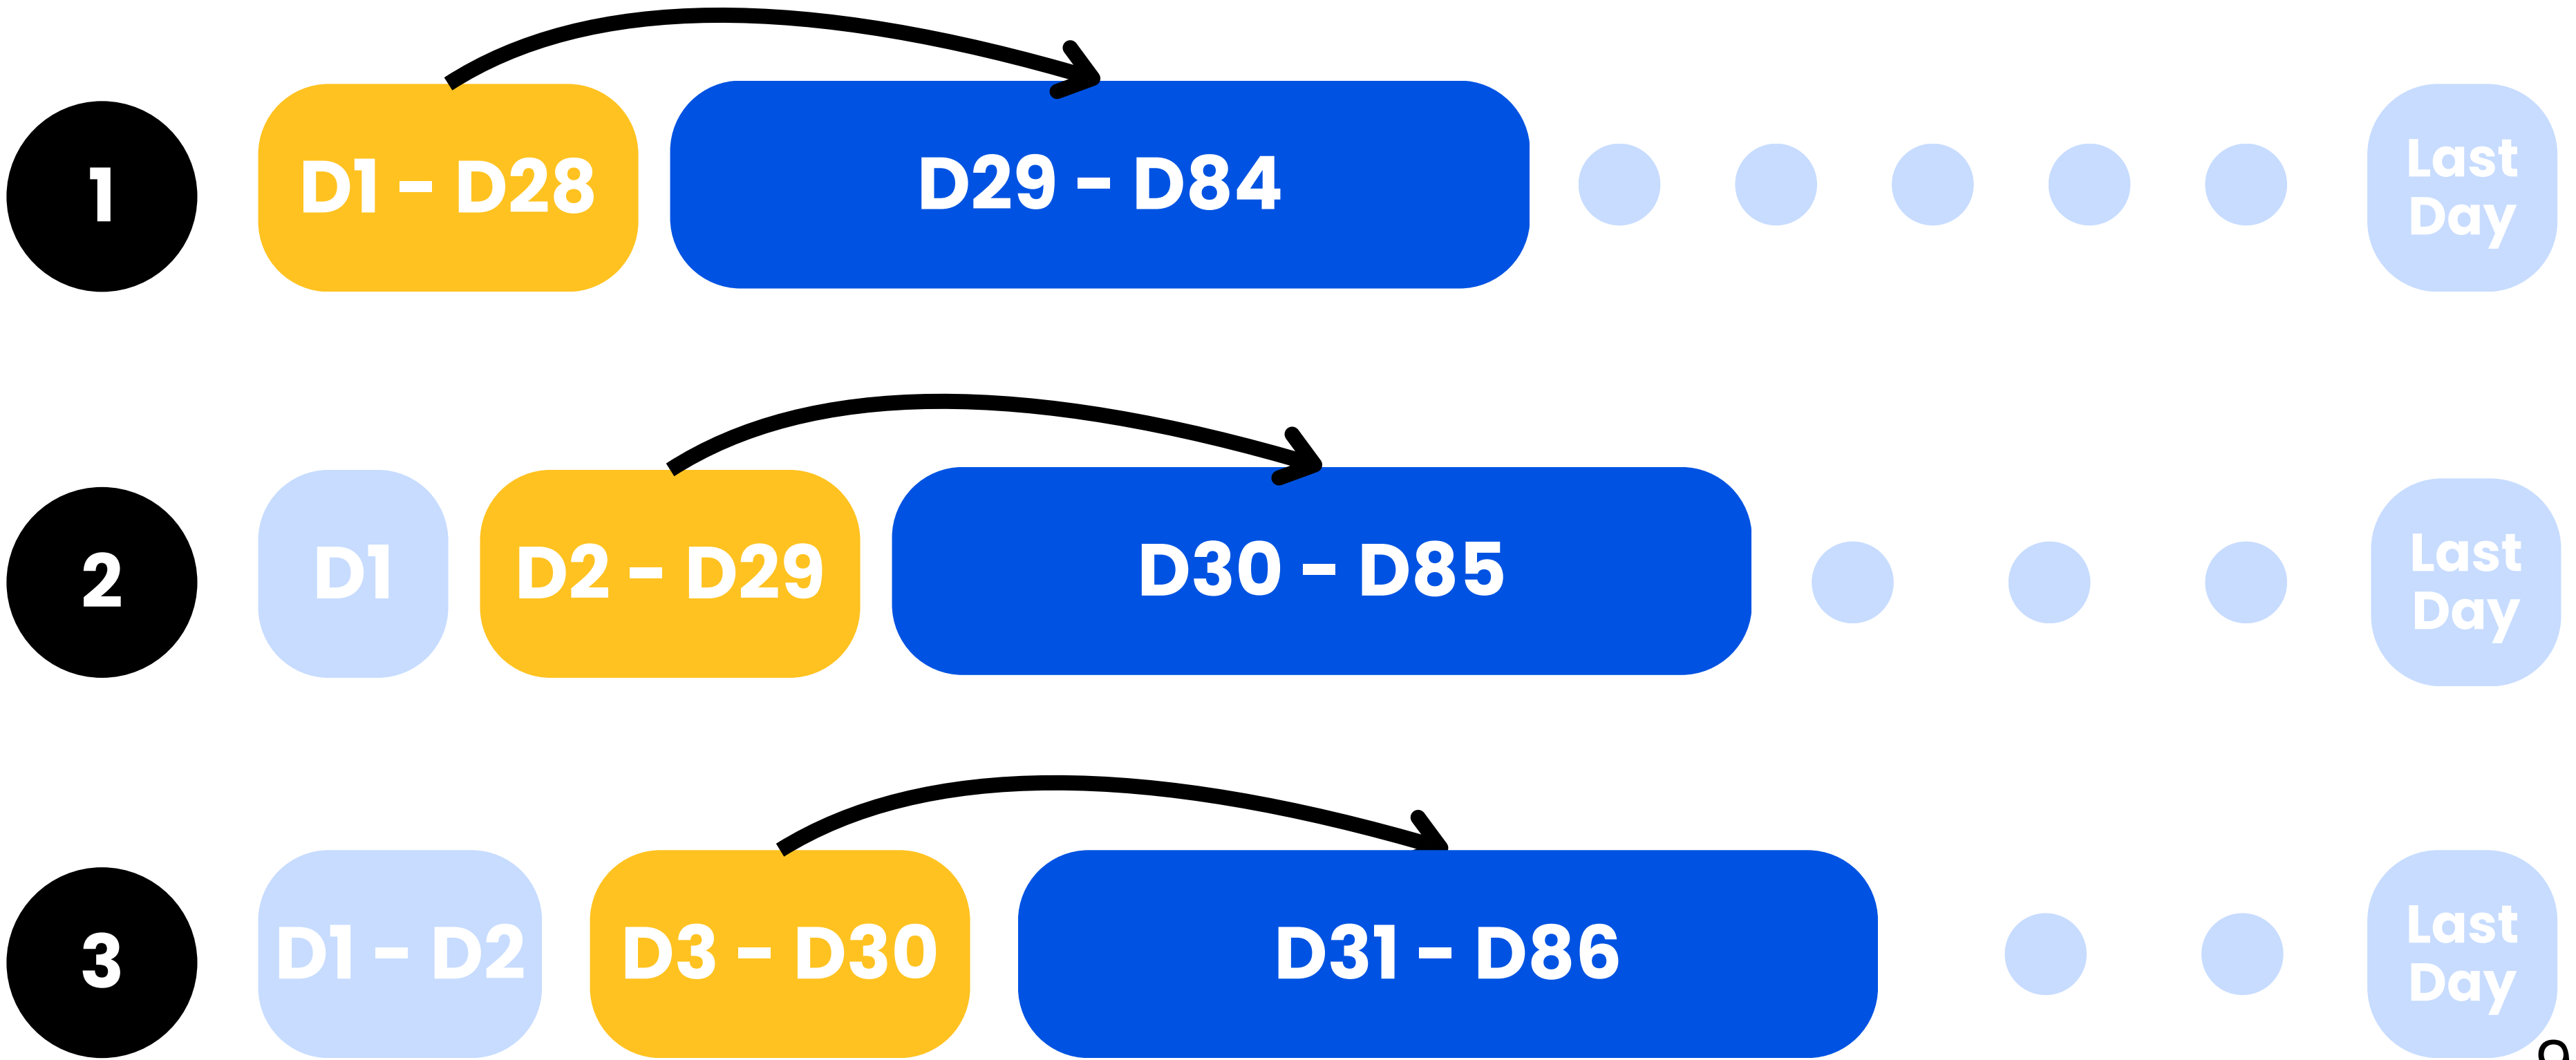 1
D1 – D28
D29 – D84
Last
Day
2
D1
D2 – D29
D30 – D85
Last
Day
3
D1 – D2
D3 – D30
D31 – D86
Last
Day